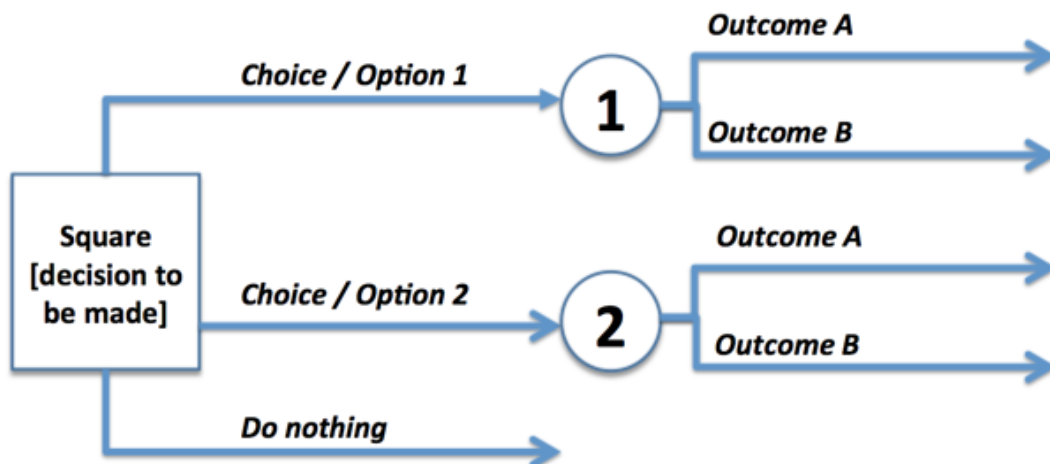 Outcome A
Choice / Option 1
1
Outcome B
Square
[decision to
be made]
Outcome A
Choice / Option 2
2
Outcome B
Do nothing